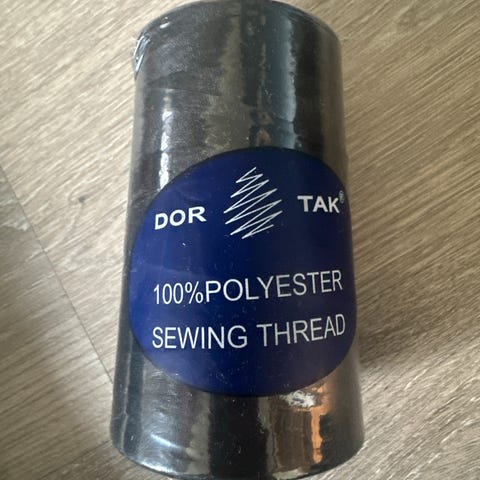 DOR TAK®
100%POLYESTER
SEWING THREAD